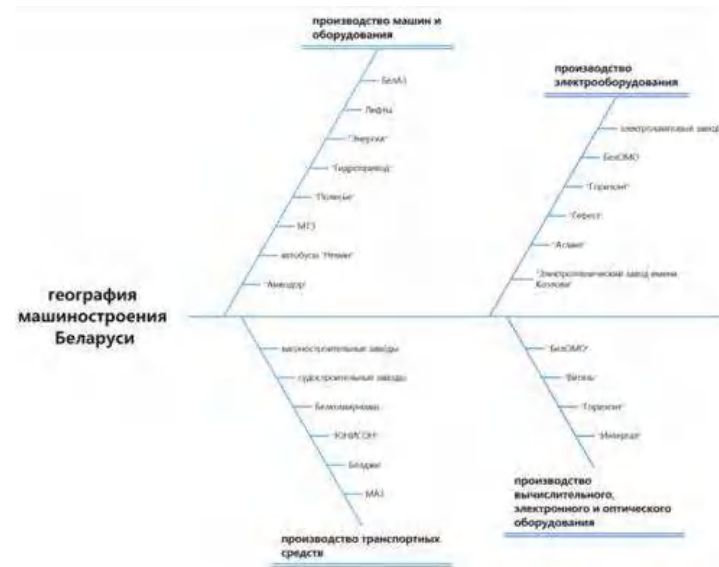 производство машин и
оборудования
БелАЗ
Лифты
"Энергия"
"Гидропривод"
"Полесье"
МТЗ
автобусы "Неман"
"Амкодор"
производство
электрооборудования
электроламповый завод
БелОМО
"Горизонт"
"Гефест"
"Атлант"
"Электротехнический завод имени
Козлова"
география
машиностроения
Беларуси
вагоностроительные заводы
судостроительные заводы
Белкоммунмаш
"ЮНИСОН"
Белджи
МАЗ
производство транспортных
средств
"БелОМО"
"Витязь"
"Горизонт"
"Интеграл"
производство
вычислительного,
электронного и оптического
оборудования